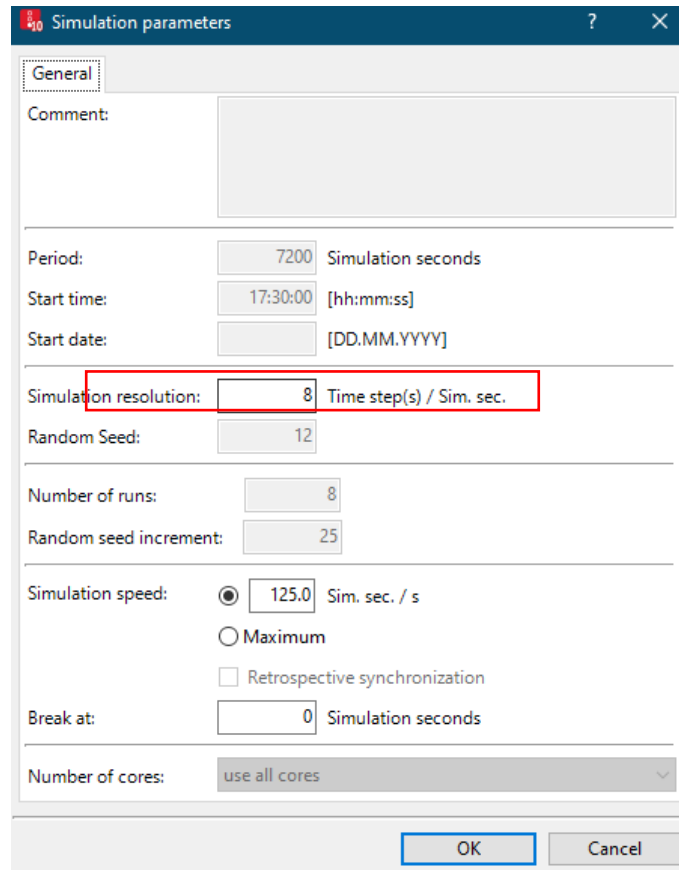 10 Simulation parameters ? ×
General
Comment:
Period: 7200 Simulation seconds
Start time: 17:30:00 [hh:mm:ss]
Start date: [DD.MM.YYYY]
Simulation resolution: 8 Time step(s) / Sim. sec.
Random Seed: 12
Number of runs: 8
Random seed increment: 25
Simulation speed: 125.0 Sim. sec. / s
Maximum
Retrospective synchronization
Break at: 0 Simulation seconds
Number of cores: use all cores
OK Cancel